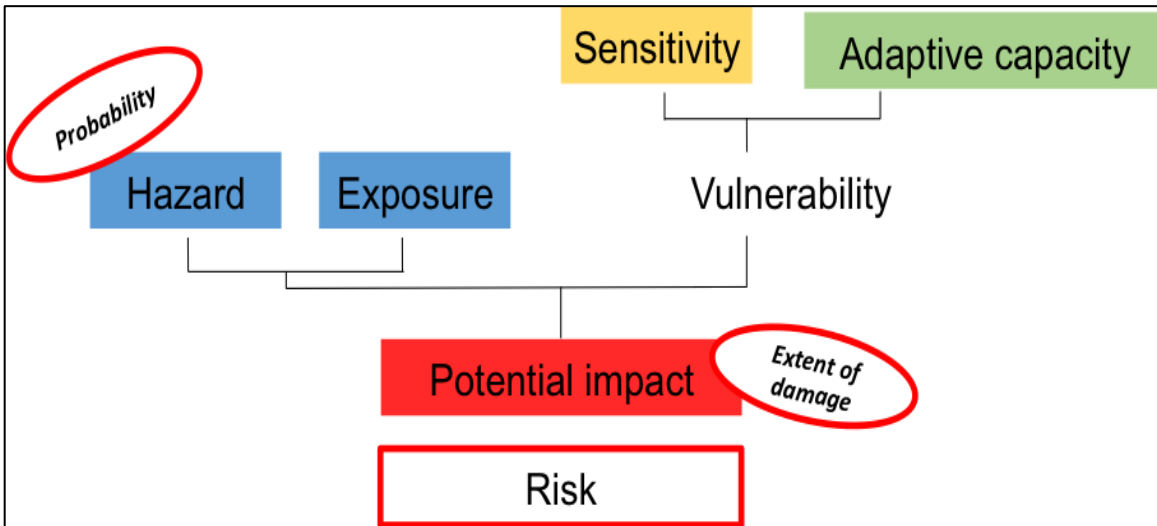 Sensitivity
Adaptive capacity
Probability
Hazard
Exposure
Vulnerability
Potential impact
Extent of
damage
Risk